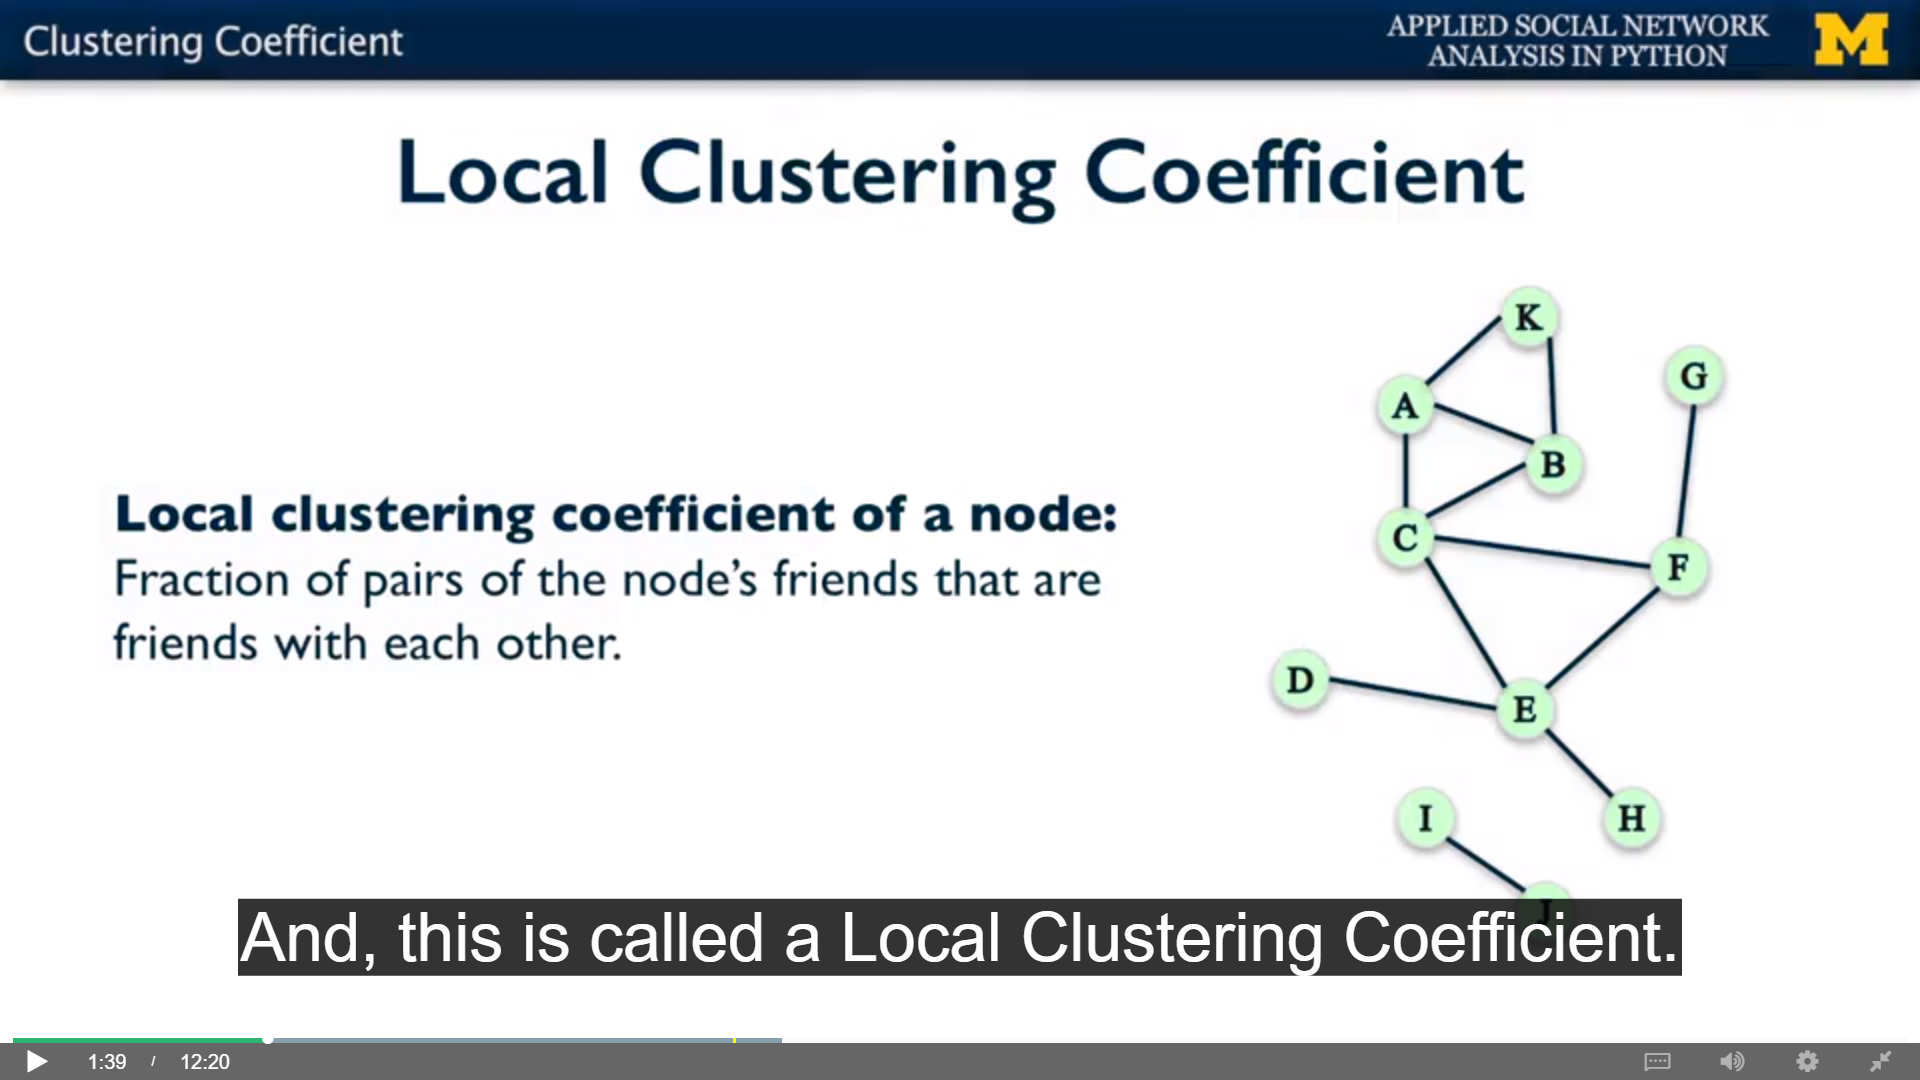 Clustering Coefficient
APPLIED SOCIAL NETWORK
ANALYSIS IN PYTHON
M
Local Clustering Coefficient
K
G
A
B
Local clustering coefficient of a node:
C
Fraction of pairs of the node's friends that are
F
friends with each other.
D
E
I
H
J
And, this is called a Local Clustering Coefficient.
1:39 / 12:20